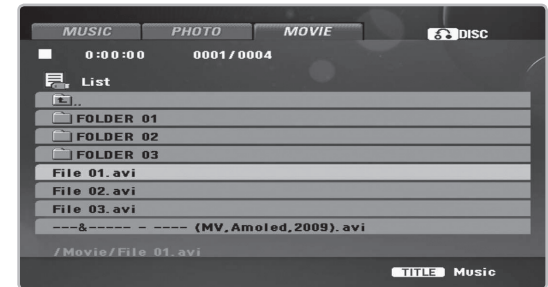 MUSIC PHOTO MOVIE DISC
0:00:00 0001/0004
List
..
FOLDER 01
FOLDER 02
FOLDER 03
File 01.avi
File 02.avi
File 03.avi
---&----- - ---- (MV,Amoled,2009).avi
/Movie/File 01.avi
TITLE Music